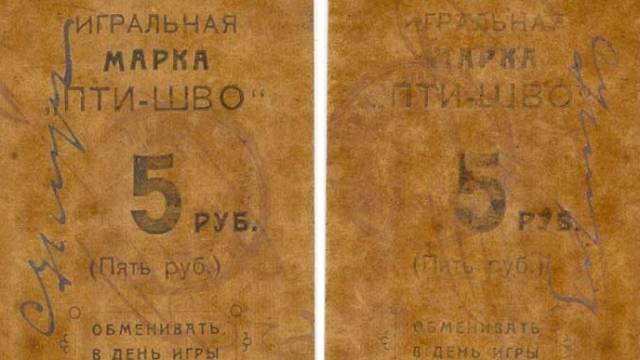 ИГРАЛЬНАЯ
МАРКА
"ПТИ-ШВО"
5 РУБ.
(Пять руб.)
ОБМЕНИВАТЬ
В ДЕНЬ ИГРЫ
ИГРАЛЬНАЯ
МАРКА
ПТИ-ШВО
5 РУБ.
(Пять руб.)
ОБМЕНИВАТЬ
В ДЕНЬ ИГРЫ